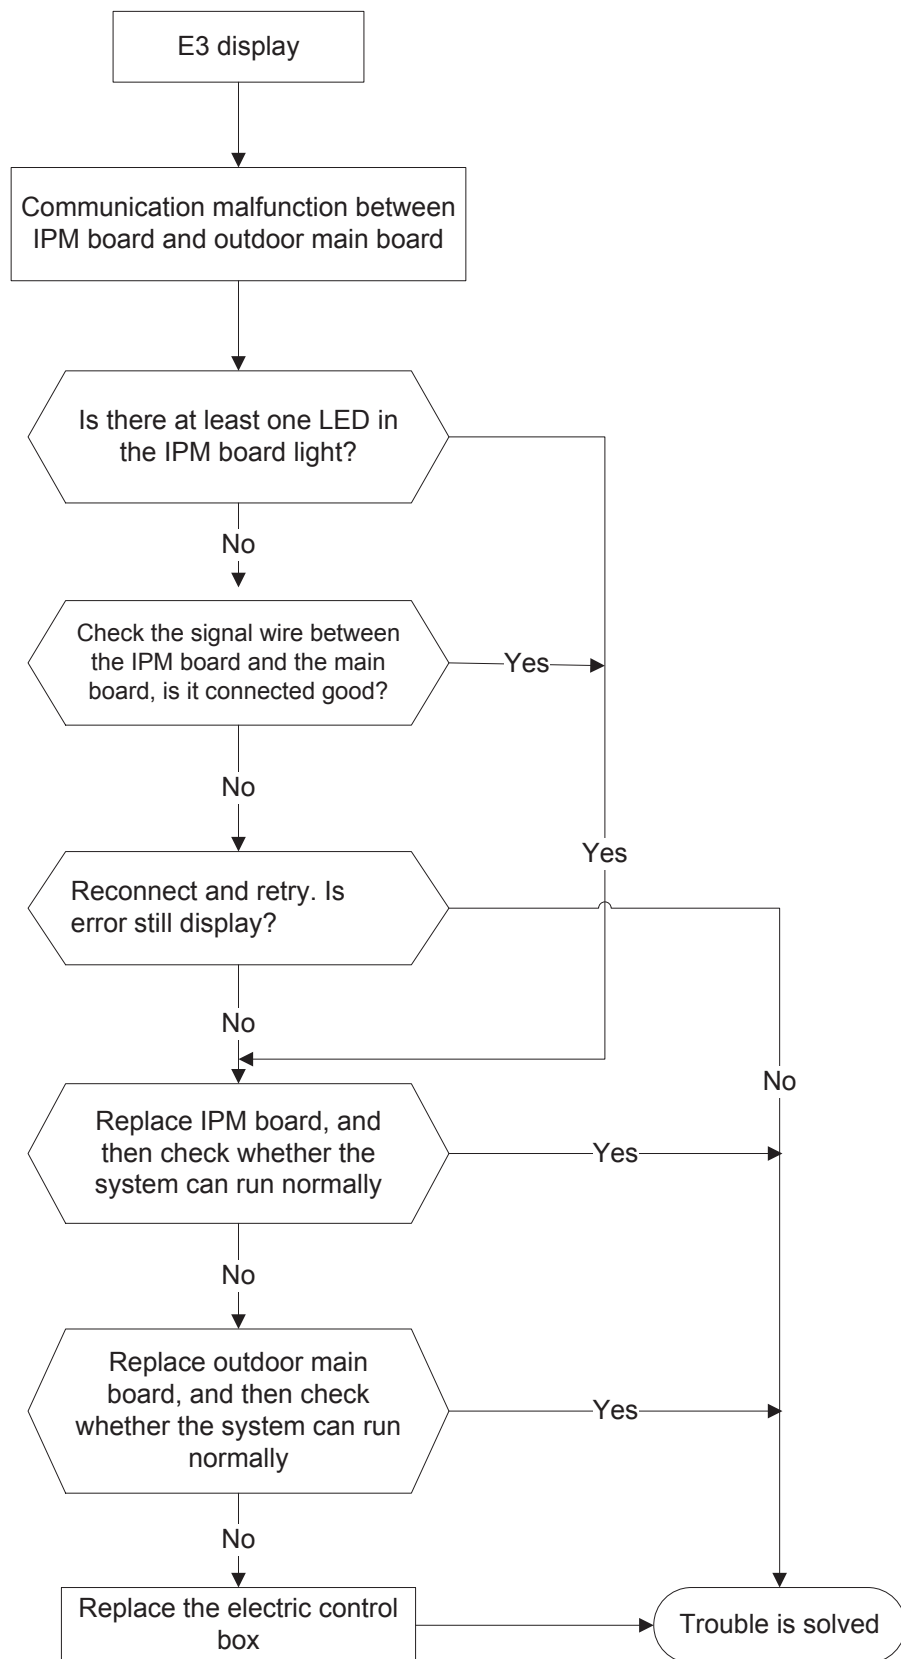 E3 display
Communication malfunction between
IPM board and outdoor main board
Is there at least one LED in
the IPM board light?
No
Check the signal wire between
the IPM board and the main
board, is it connected good?
Yes
No
Yes
Reconnect and retry. Is
error still display?
No
No
Replace IPM board, and
then check whether the
system can run normally
Yes
No
Replace outdoor main
board, and then check
whether the system can run
normally
Yes
No
Replace the electric control
box
Trouble is solved